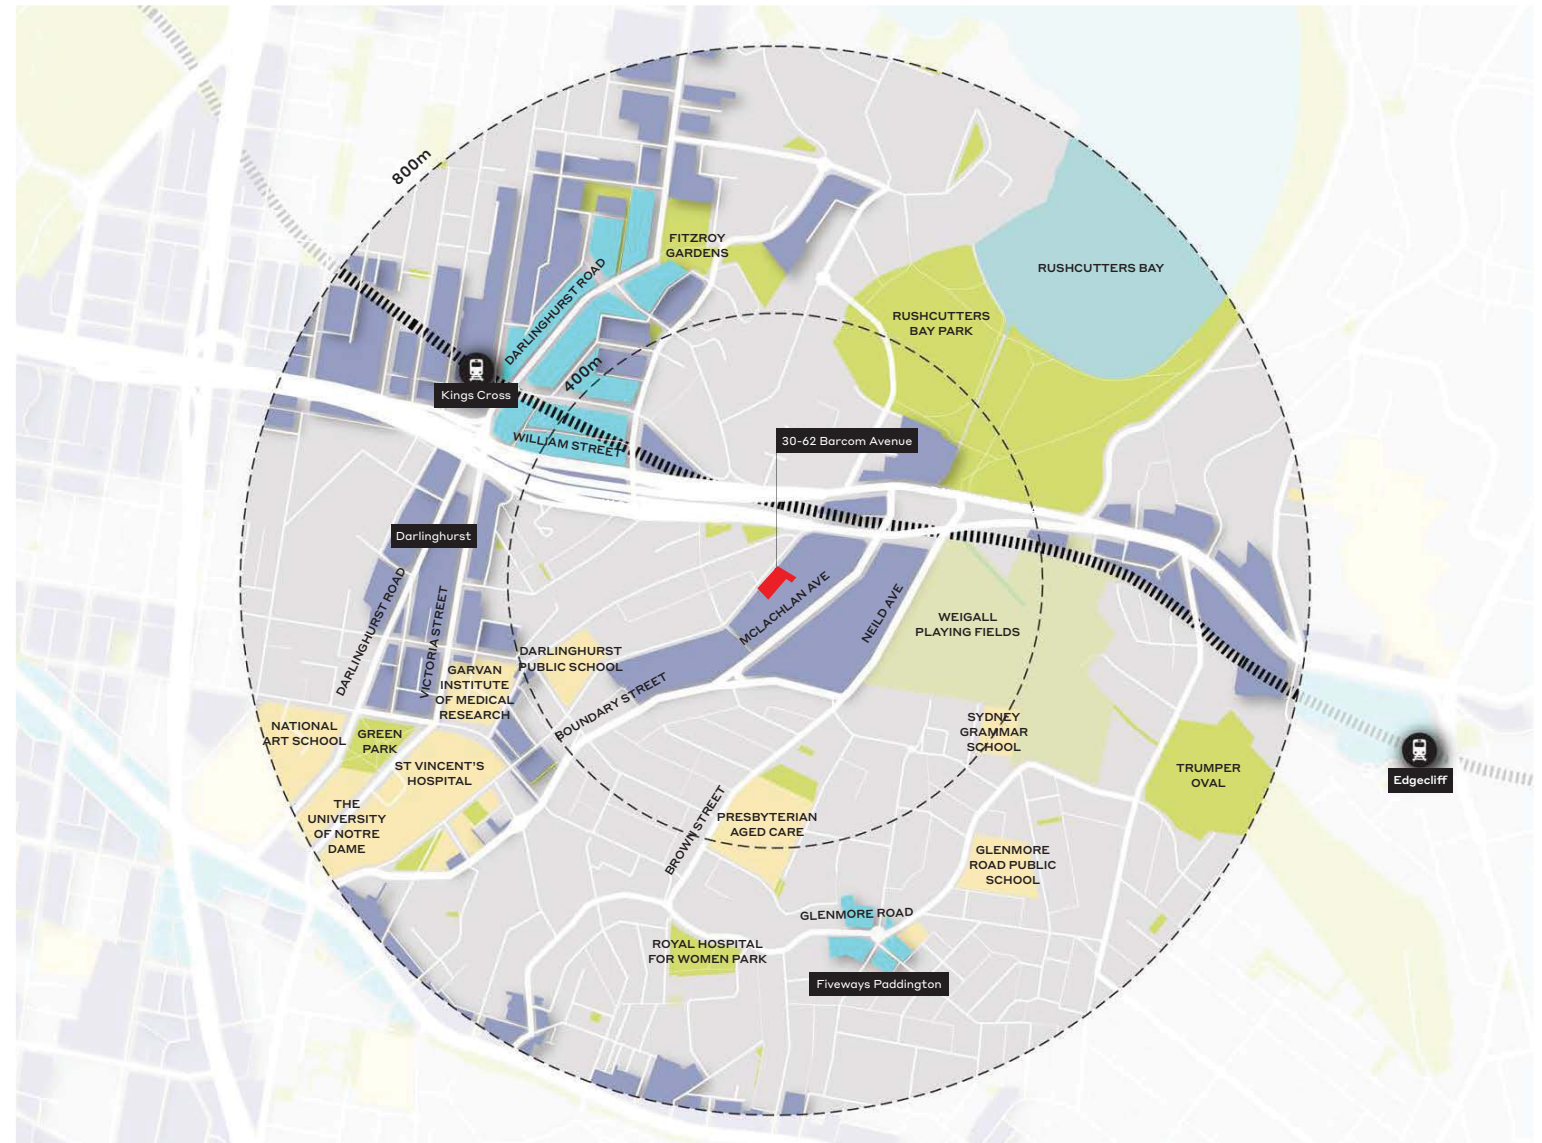 800m
FITZROY
GARDENS
DARLINGHURST ROAD
RUSHCUTTERS BAY
RUSHCUTTERS
BAY PARK
400m
Kings Cross
WILLIAM STREET
30-62 Barcom Avenue
Darlinghurst
DARLINGHURST ROAD
VICTORIA STREET
MCLACHLAN AVE
NEILD AVE
WEIGALL
PLAYING FIELDS
DARLINGHURST
PUBLIC SCHOOL
GARVAN
INSTITUTE
OF MEDICAL
RESEARCH
BOUNDARY STREET
NATIONAL
ART SCHOOL
GREEN
PARK
ST VINCENT'S
HOSPITAL
SYDNEY
GRAMMAR
SCHOOL
TRUMPER
OVAL
Edgecliff
THE
UNIVERSITY
OF NOTRE
DAME
BROWN STREET
PRESBYTERIAN
AGED CARE
GLENMORE
ROAD PUBLIC
SCHOOL
GLENMORE ROAD
ROYAL HOSPITAL
FOR WOMEN PARK
Fiveways Paddington